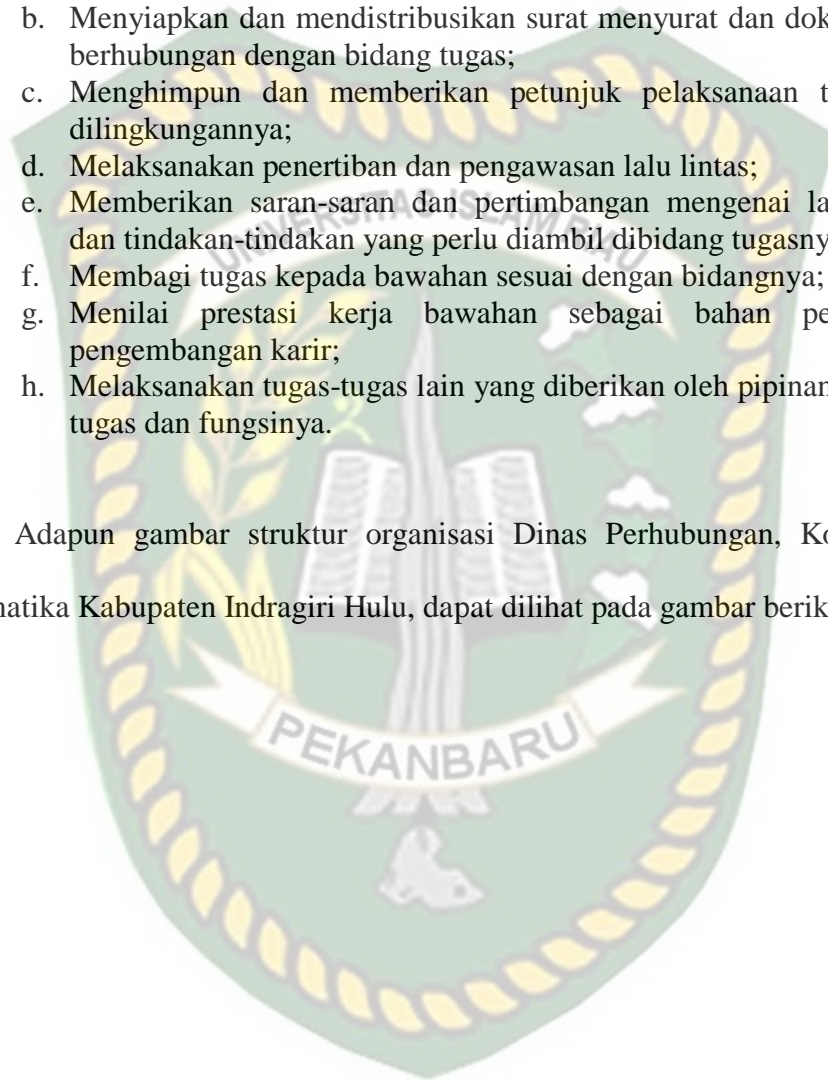 b. Menyiapkan dan mendistribusikan surat menyurat dan dok
berhubungan dengan bidang tugas;
c. Menghimpun dan memberikan petunjuk pelaksanaan t
dilingkungannya;
d. Melaksanakan penertiban dan pengawasan lalu lintas;
e. Memberikan saran-saran dan pertimbangan mengenai la
dan tindakan-tindakan yang perlu diambil dibidang tugasny
UNIVERSITAS ISLAM RIAU
f. Membagi tugas kepada bawahan sesuai dengan bidangnya;
g. Menilai prestasi kerja bawahan sebagai bahan pe
pengembangan karir;
h. Melaksanakan tugas-tugas lain yang diberikan oleh pipinan
tugas dan fungsinya.
Adapun gambar struktur organisasi Dinas Perhubungan, Ko
matika Kabupaten Indragiri Hulu, dapat dilihat pada gambar berik
PEKANBARU